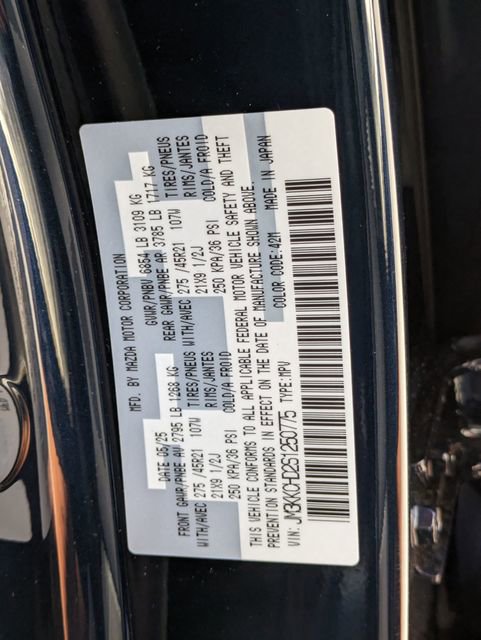 MFD. BY MAZDA MOTOR CORPORATION
DATE 05/25 GVWR/PNBV 6854 LB 3109 KG
FRONT GAWR/PNBE AV 2795 LB 1268 KG REAR GAWR/PNBE AR 3785 LB 1717 KG
WITH/AVEC 275 /45R21 107W TIRES/PNEUS WITH/AVEC 275 /45R21 107W TIRES/PNEUS
21X9 1/2J RIMS/JANTES 21X9 1/2J RIMS/JANTES
250 KPA/36 PSI COLD/A FROID 250 KPA/36 PSI COLD/A FROID
THIS VEHICLE CONFORMS TO ALL APPLICABLE FEDERAL MOTOR VEHICLE SAFETY AND THEFT
PREVENTION STANDARDS IN EFFECT ON THE DATE OF MANUFACTURE SHOWN ABOVE.
COLOR CODE:42M MADE IN JAPAN
VIN: JM3KKCHD2S1250775 TYPE:MPV